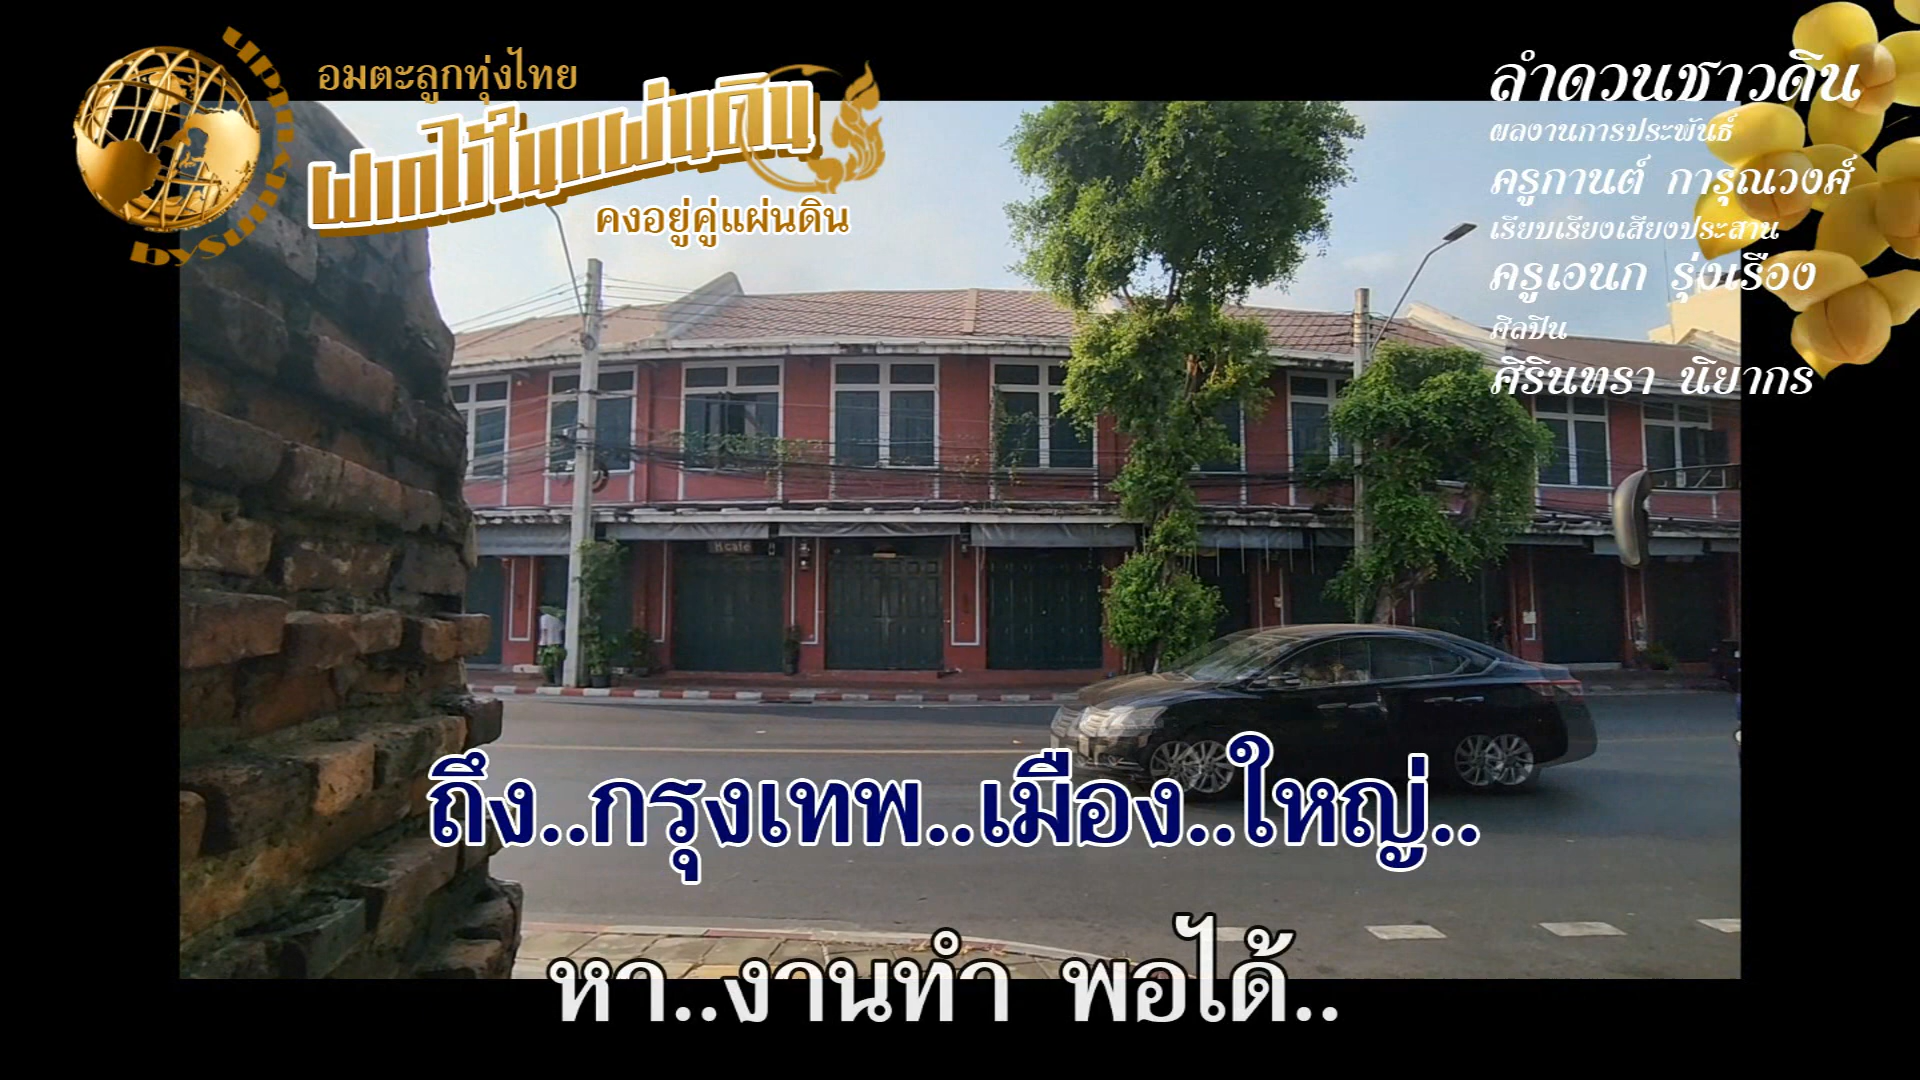 bysunusindh
อมตะลูกทุ่งไทย
ฝากไว้ในแผ่นดิน
คงอยู่คู่แผ่นดิน
ลำดวนชาวดิน
ผลงานการประพันธ์
ครูกานต์ การุณวงศ์
เรียบเรียงเสียงประสาน
ครูเอนก รุ่งเรือง
ศิลปิน
ศิรินทรา นิยากร
H cafe
ถึง..กรุงเทพ..เมือง..ใหญ่..
หา..งานทำ พอได้..